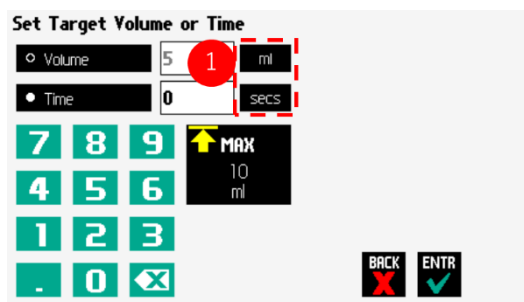 Set Target Volume or Time
Volume 5 1 ml
Time 0 secs
7 8 9 MAX
10
4 5 6 ml
1 2 3
. 0 BACK ENTR